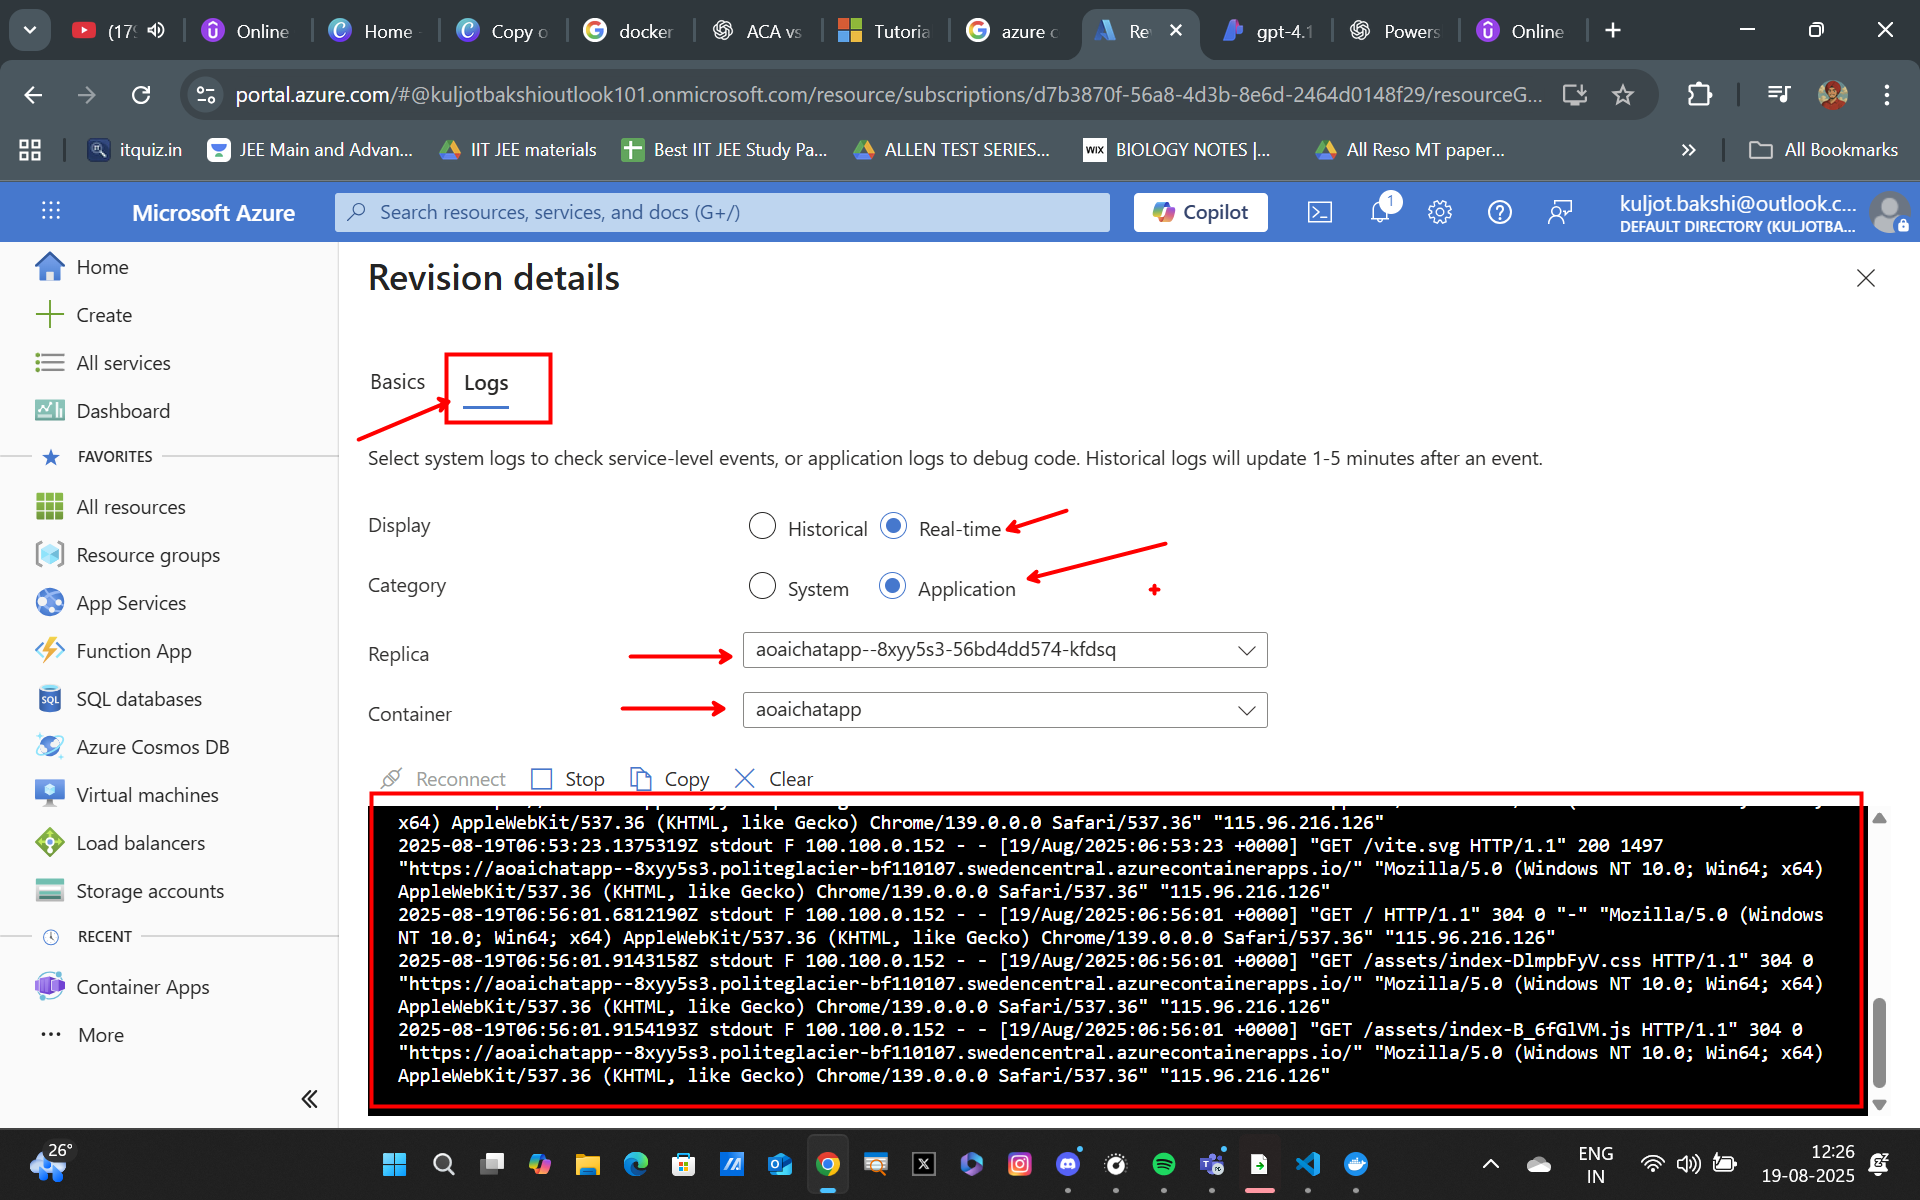 (179
Online
Home
Copy o
docker
ACA vs
Tutoria
azure c
Re
gpt-4.1
Powers
Online
portal.azure.com/#@kuljotbakshioutlook101.onmicrosoft.com/resource/subscriptions/d7b3870f-56a8-4d3b-8e6d-2464d0148f29/resourceG...
itquiz.in
JEE Main and Advan...
IIT JEE materials
Best IIT JEE Study Pa...
ALLEN TEST SERIES...
WIX
BIOLOGY NOTES |...
All Reso MT paper...
All Bookmarks
Microsoft Azure
Search resources, services, and docs (G+/)
Copilot
1
kuljot.bakshi@outlook.c...
DEFAULT DIRECTORY (KULJOTBA...
Home
Create
All services
Dashboard
FAVORITES
All resources
Resource groups
App Services
Function App
SQL
SQL databases
Azure Cosmos DB
Virtual machines
Load balancers
Storage accounts
RECENT
Container Apps
More
Revision details
Basics
Logs
Select system logs to check service-level events, or application logs to debug code. Historical logs will update 1-5 minutes after an event.
Display
Historical
Real-time
Category
System
Application
Replica
aoaichatapp--8xyy5s3-56bd4dd574-kfdsq
Container
aoaichatapp
Reconnect
Stop
Copy
Clear
x64) AppleWebKit/537.36 (KHTML, like Gecko) Chrome/139.0.0.0 Safari/537.36" "115.96.216.126"
2025-08-19T06:53:23.1375319Z stdout F 100.100.0.152 - - [19/Aug/2025:06:53:23 +0000] "GET /vite.svg HTTP/1.1" 200 1497
"https://aoaichatapp--8xyy5s3.politeglacier-bf110107.swedencentral.azurecontainerapps.io/" "Mozilla/5.0 (Windows NT 10.0; Win64; x64)
AppleWebKit/537.36 (KHTML, like Gecko) Chrome/139.0.0.0 Safari/537.36" "115.96.216.126"
2025-08-19T06:56:01.6812190Z stdout F 100.100.0.152 - - [19/Aug/2025:06:56:01 +0000] "GET / HTTP/1.1" 304 0 "-" "Mozilla/5.0 (Windows
NT 10.0; Win64; x64) AppleWebKit/537.36 (KHTML, like Gecko) Chrome/139.0.0.0 Safari/537.36" "115.96.216.126"
2025-08-19T06:56:01.9143158Z stdout F 100.100.0.152 - - [19/Aug/2025:06:56:01 +0000] "GET /assets/index-DlmpbFyV.css HTTP/1.1" 304 0
"https://aoaichatapp--8xyy5s3.politeglacier-bf110107.swedencentral.azurecontainerapps.io/" "Mozilla/5.0 (Windows NT 10.0; Win64; x64)
AppleWebKit/537.36 (KHTML, like Gecko) Chrome/139.0.0.0 Safari/537.36" "115.96.216.126"
2025-08-19T06:56:01.9154193Z stdout F 100.100.0.152 - - [19/Aug/2025:06:56:01 +0000] "GET /assets/index-B_6fGlVM.js HTTP/1.1" 304 0
"https://aoaichatapp--8xyy5s3.politeglacier-bf110107.swedencentral.azurecontainerapps.io/" "Mozilla/5.0 (Windows NT 10.0; Win64; x64)
AppleWebKit/537.36 (KHTML, like Gecko) Chrome/139.0.0.0 Safari/537.36" "115.96.216.126"
26°
ENG
IN
12:26
19-08-2025